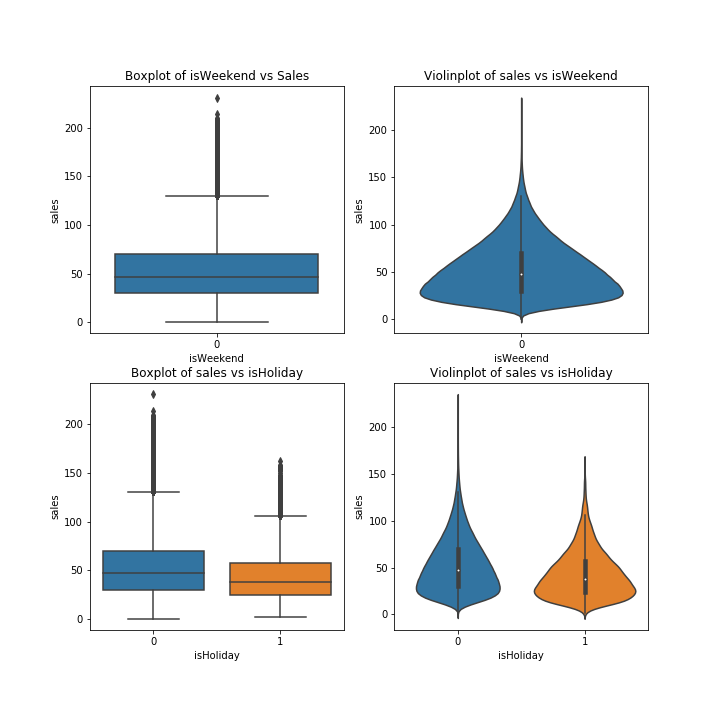 Boxplot of isWeekend vs Sales
200
150
100
50
0
sales
0
isWeekend
Violinplot of sales vs isWeekend
200
150
100
50
0
sales
0
isWeekend
Boxplot of sales vs isHoliday
200
150
100
50
0
sales
0 1
isHoliday
Violinplot of sales vs isHoliday
200
150
100
50
0
sales
0 1
isHoliday